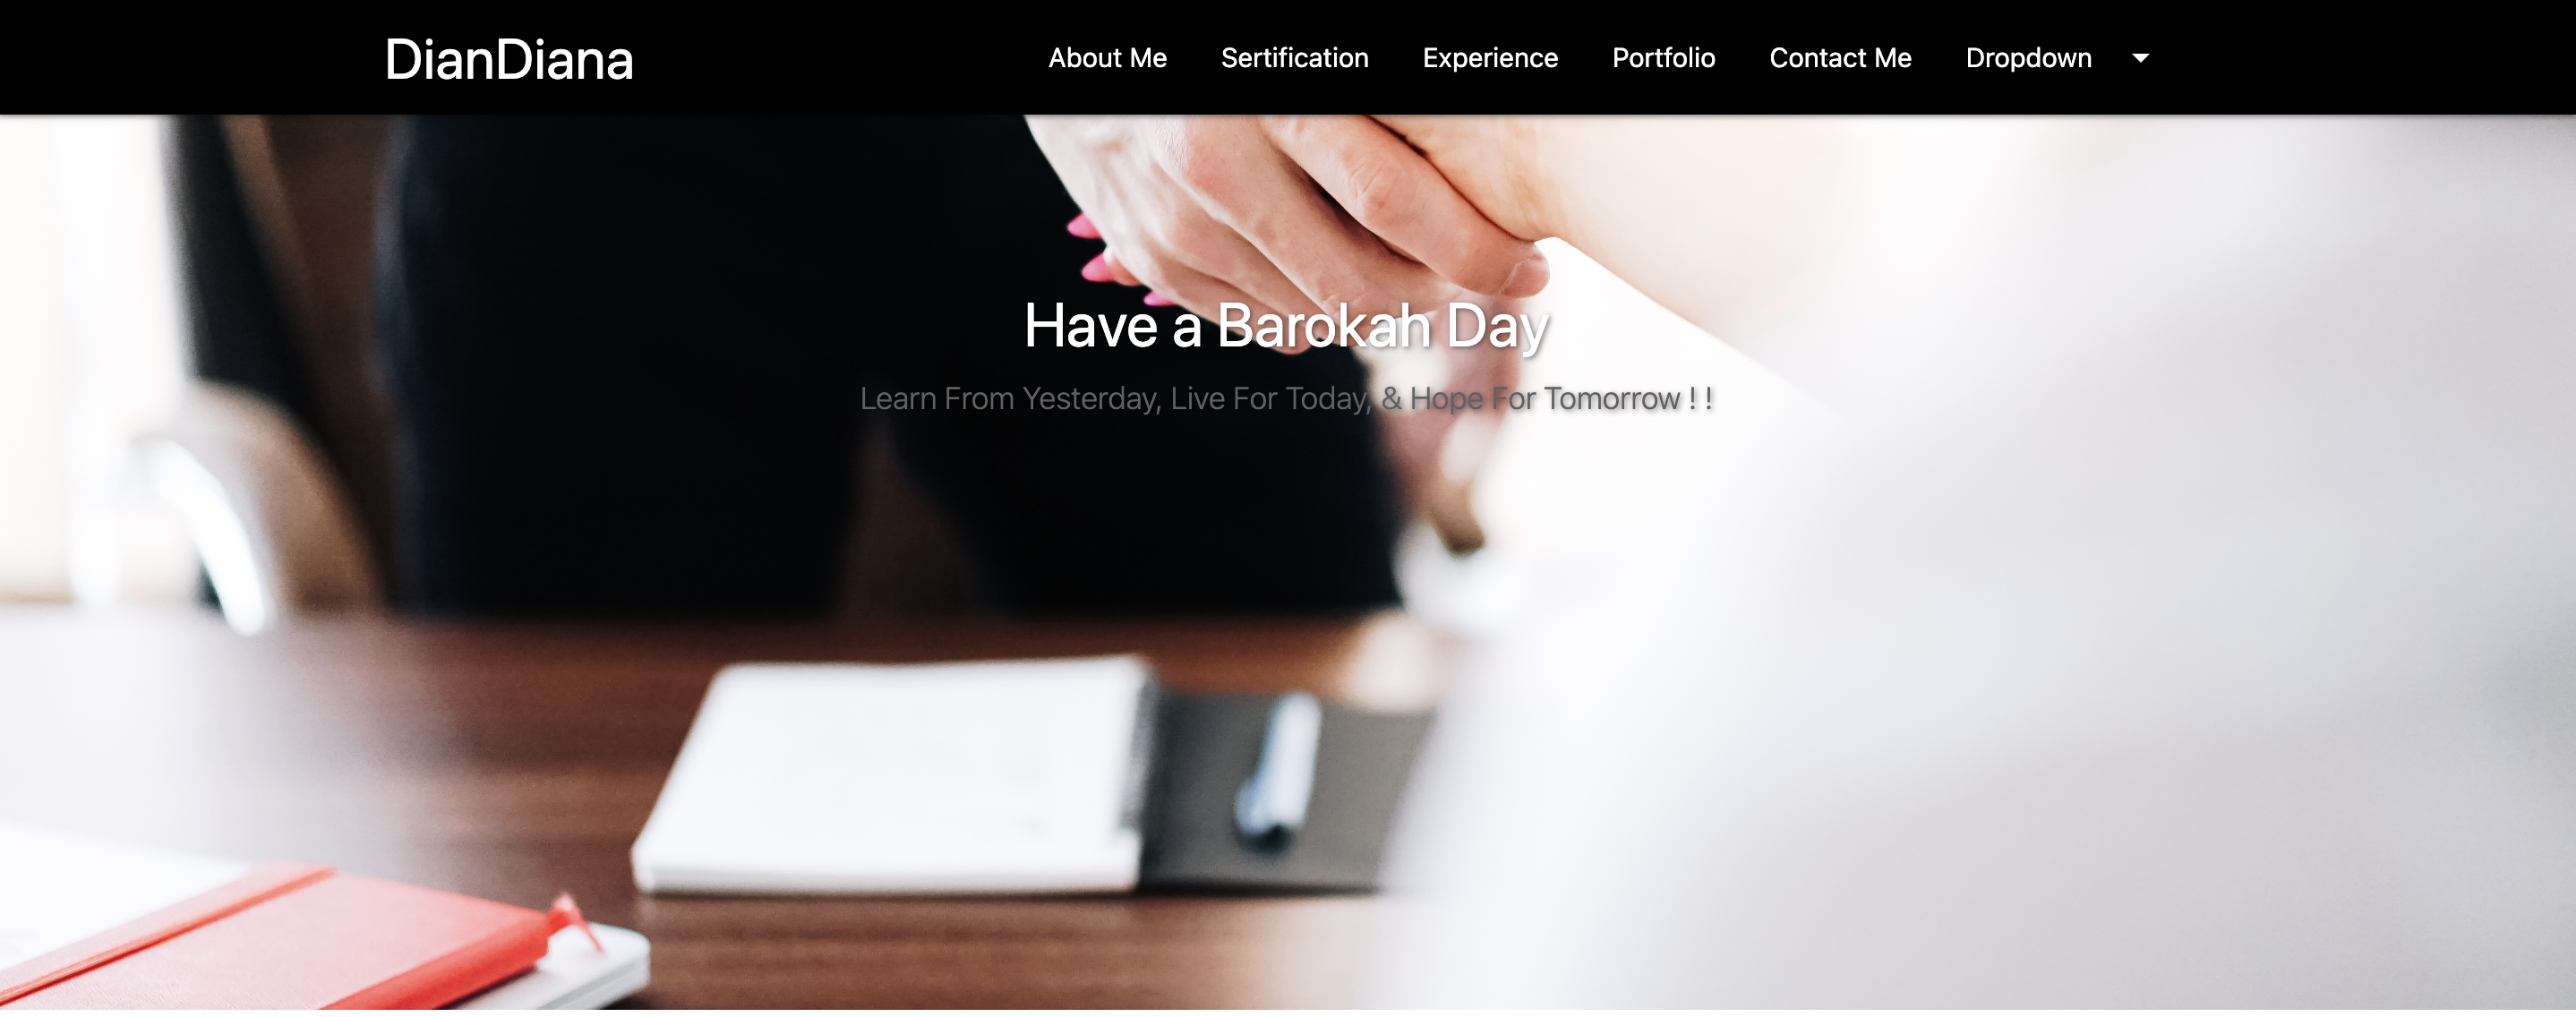 DianDiana
About Me Sertification Experience Portfolio Contact Me Dropdown
Have a Barokah Day
Learn From Yesterday, Live For Today, & Hope For Tomorrow ! !